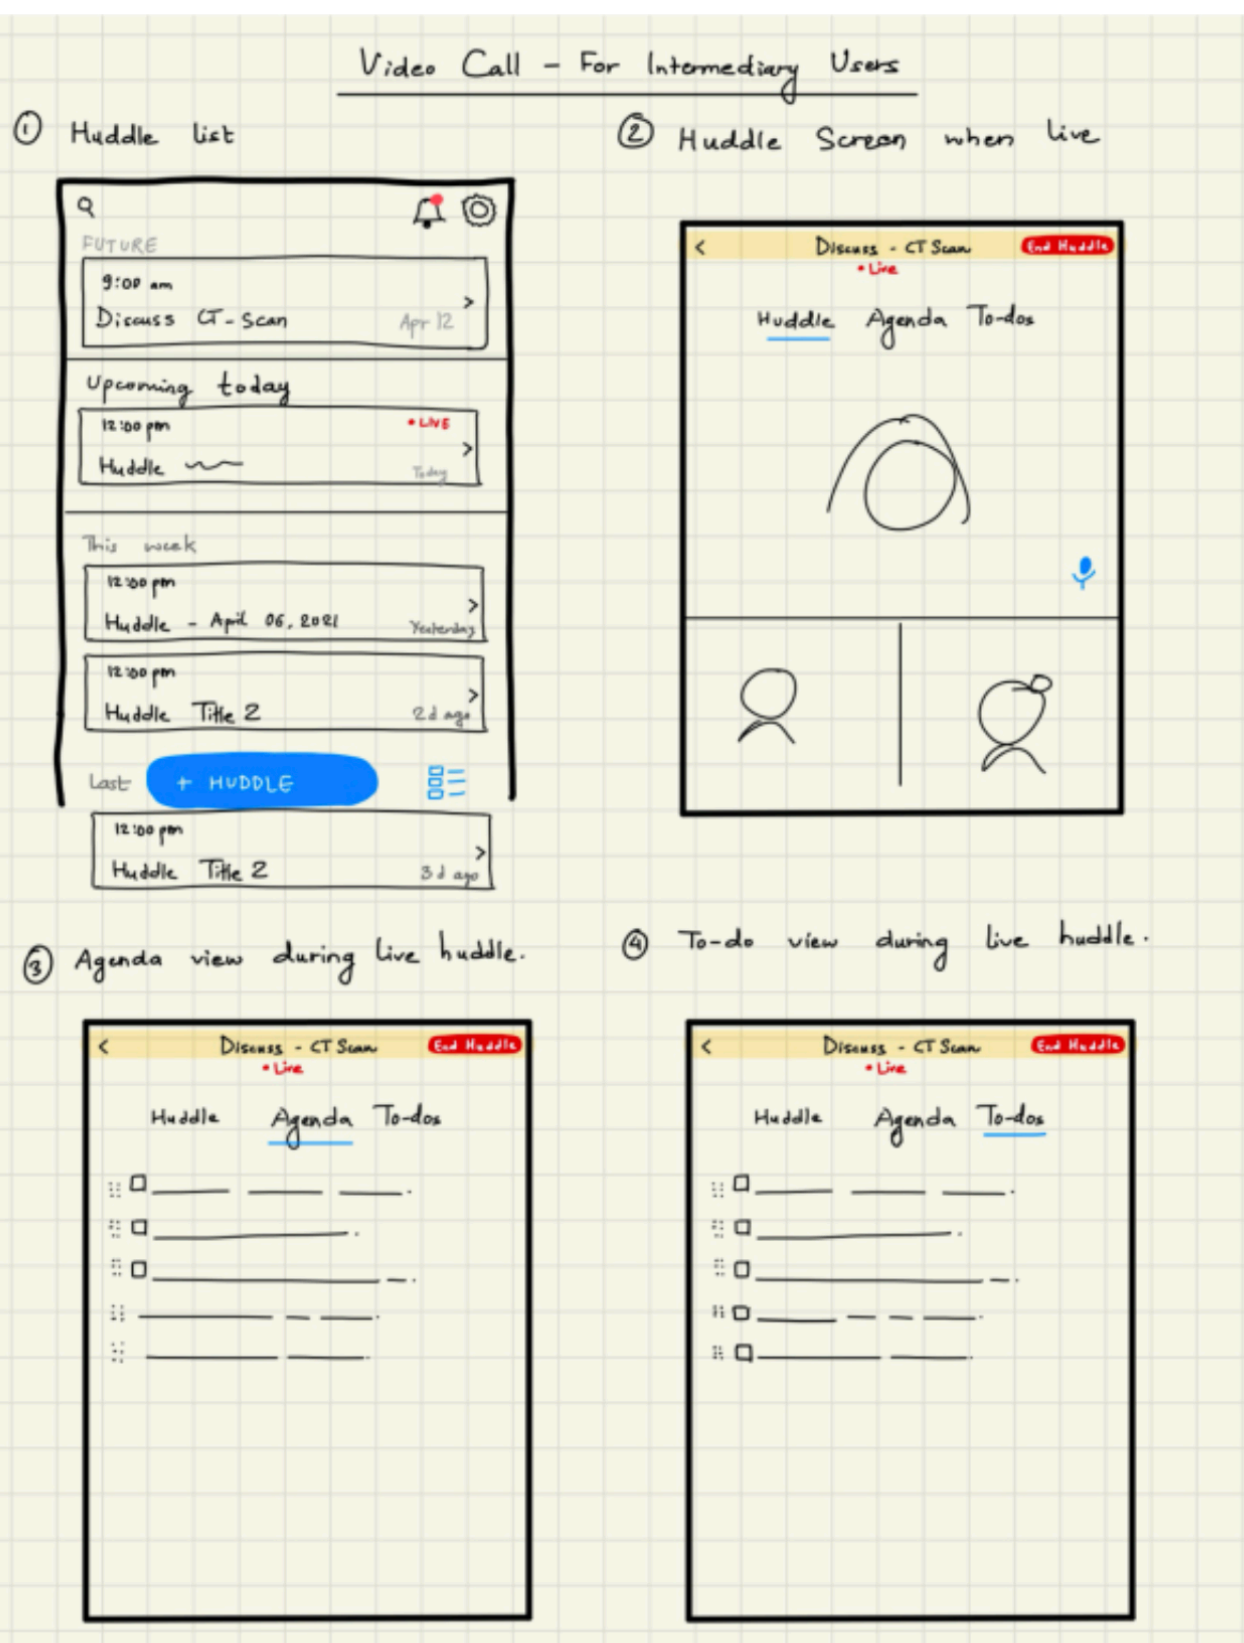 Video Call - For Intermediary Users
① Huddle list
FUTURE
9:00 am
Discuss CT-Scan
Apr 12
Upcoming today
12:00 pm
• LIVE
Huddle
Today
This week
12:00 pm
Huddle - April 06, 2021
Yesterday
12:00 pm
Huddle Title 2
2d ago
Last
+ HUDDLE
12:00 pm
Huddle Title 2
3d ago
② Huddle Screen when live
< Discuss - CT Scan End Huddle
• Live
Huddle Agenda To-dos
③ Agenda view during live huddle.
< Discuss - CT Scan End Huddle
• Live
Huddle Agenda To-dos
④ To-do view during live huddle.
< Discuss - CT Scan End Huddle
• Live
Huddle Agenda To-dos